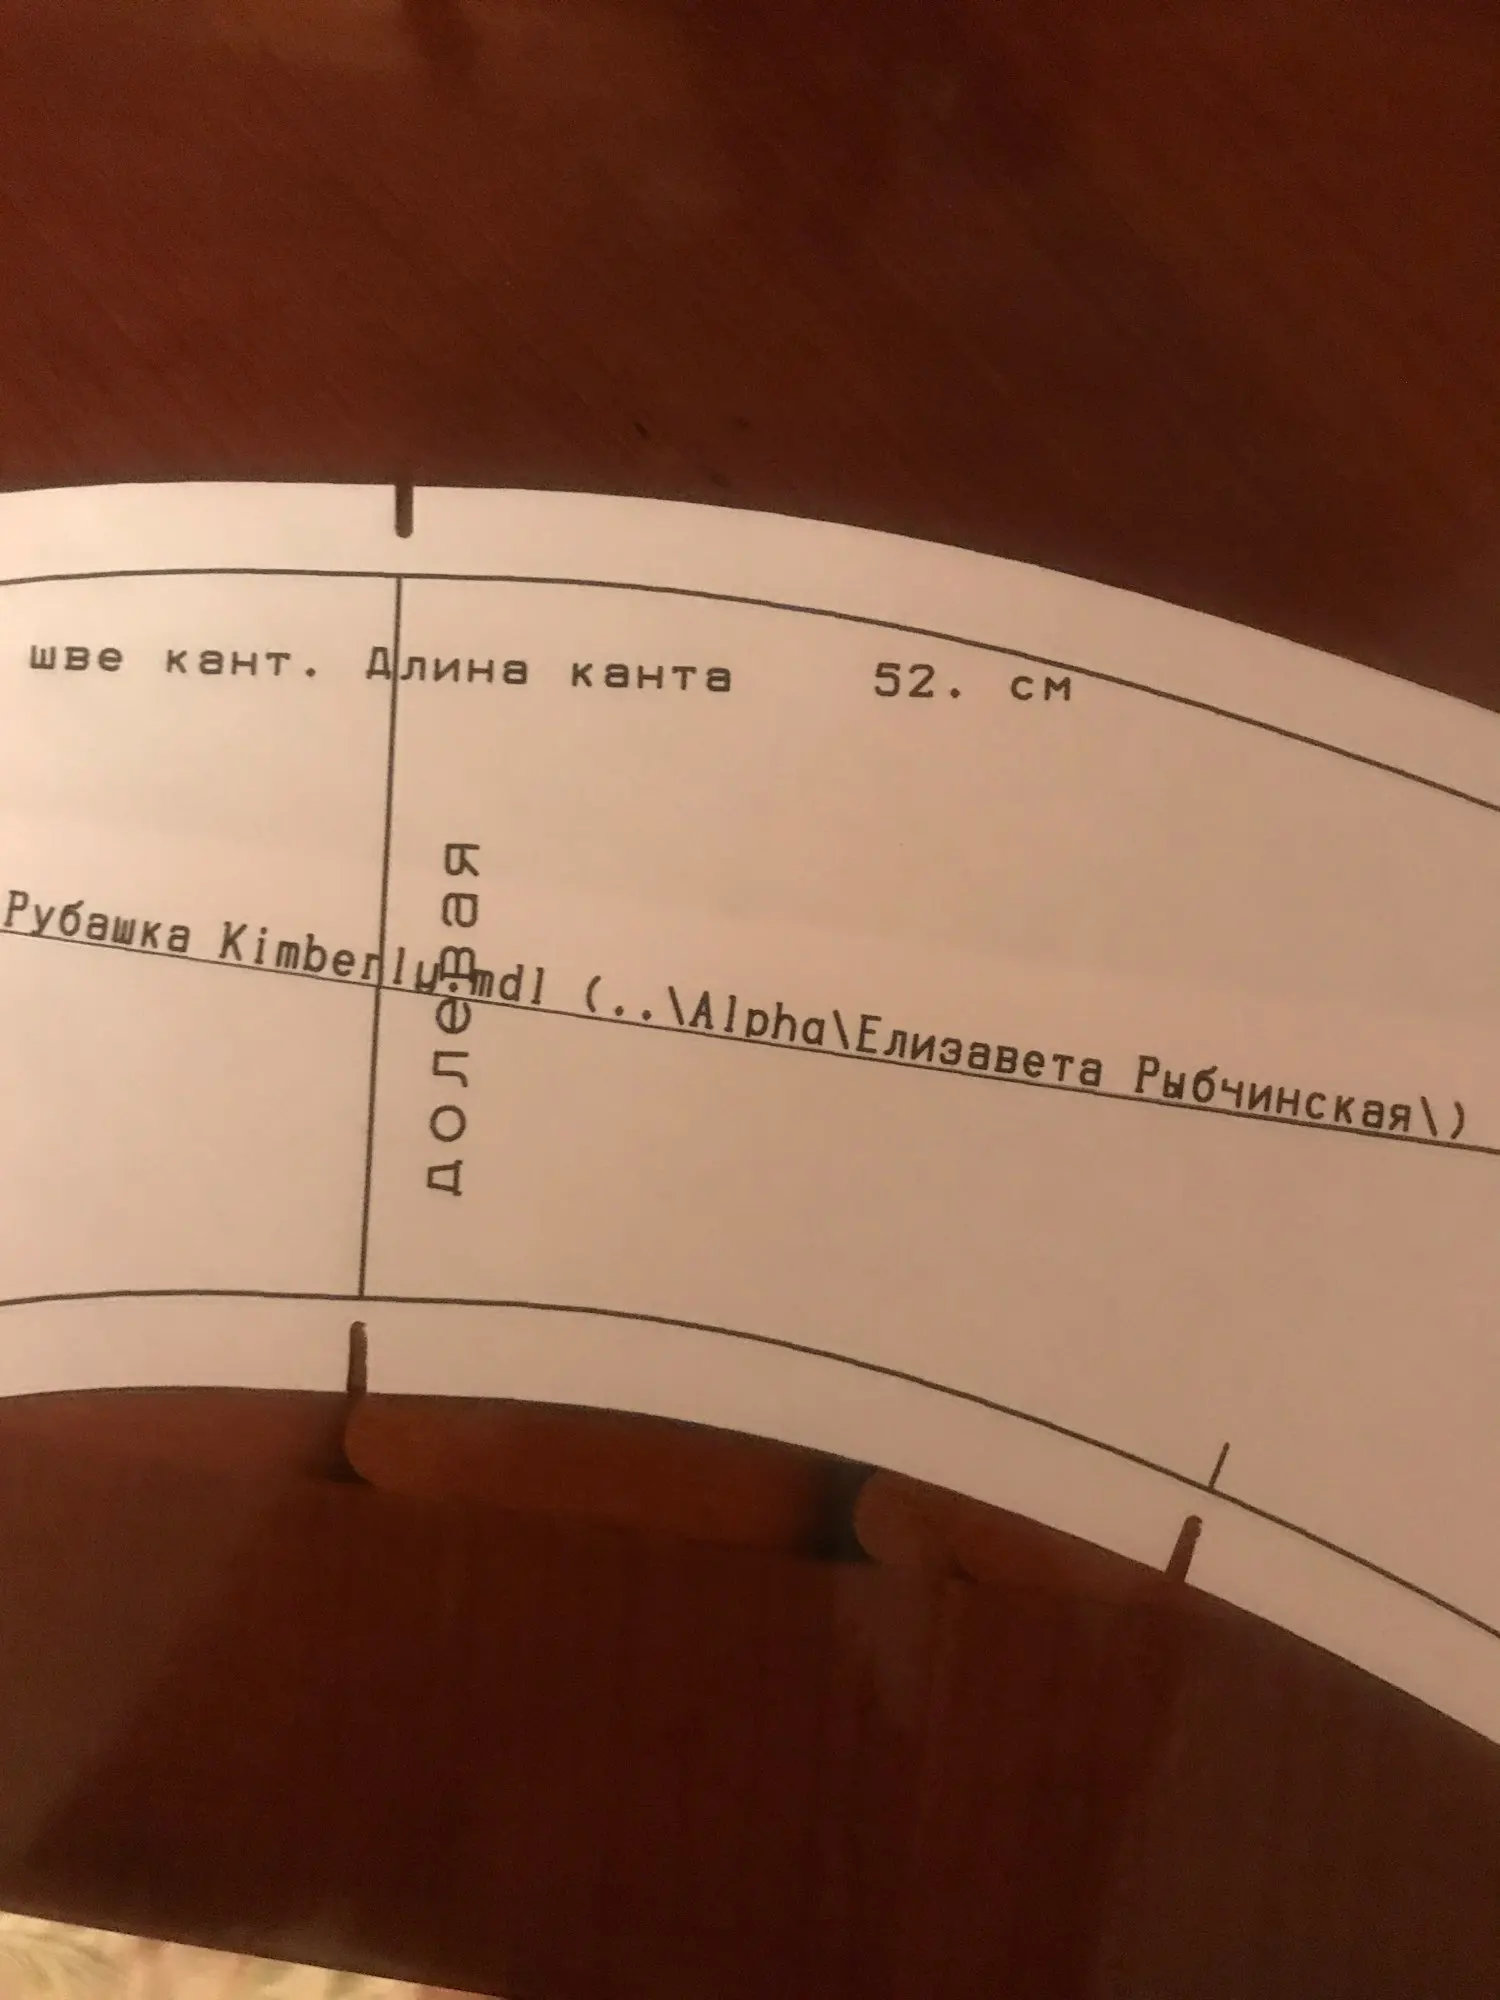 шве кант. Длина канта 52. см
Рубашка Kimberly.mdl (..\Alpha\Елизавета Рыбчинская\)
долевая